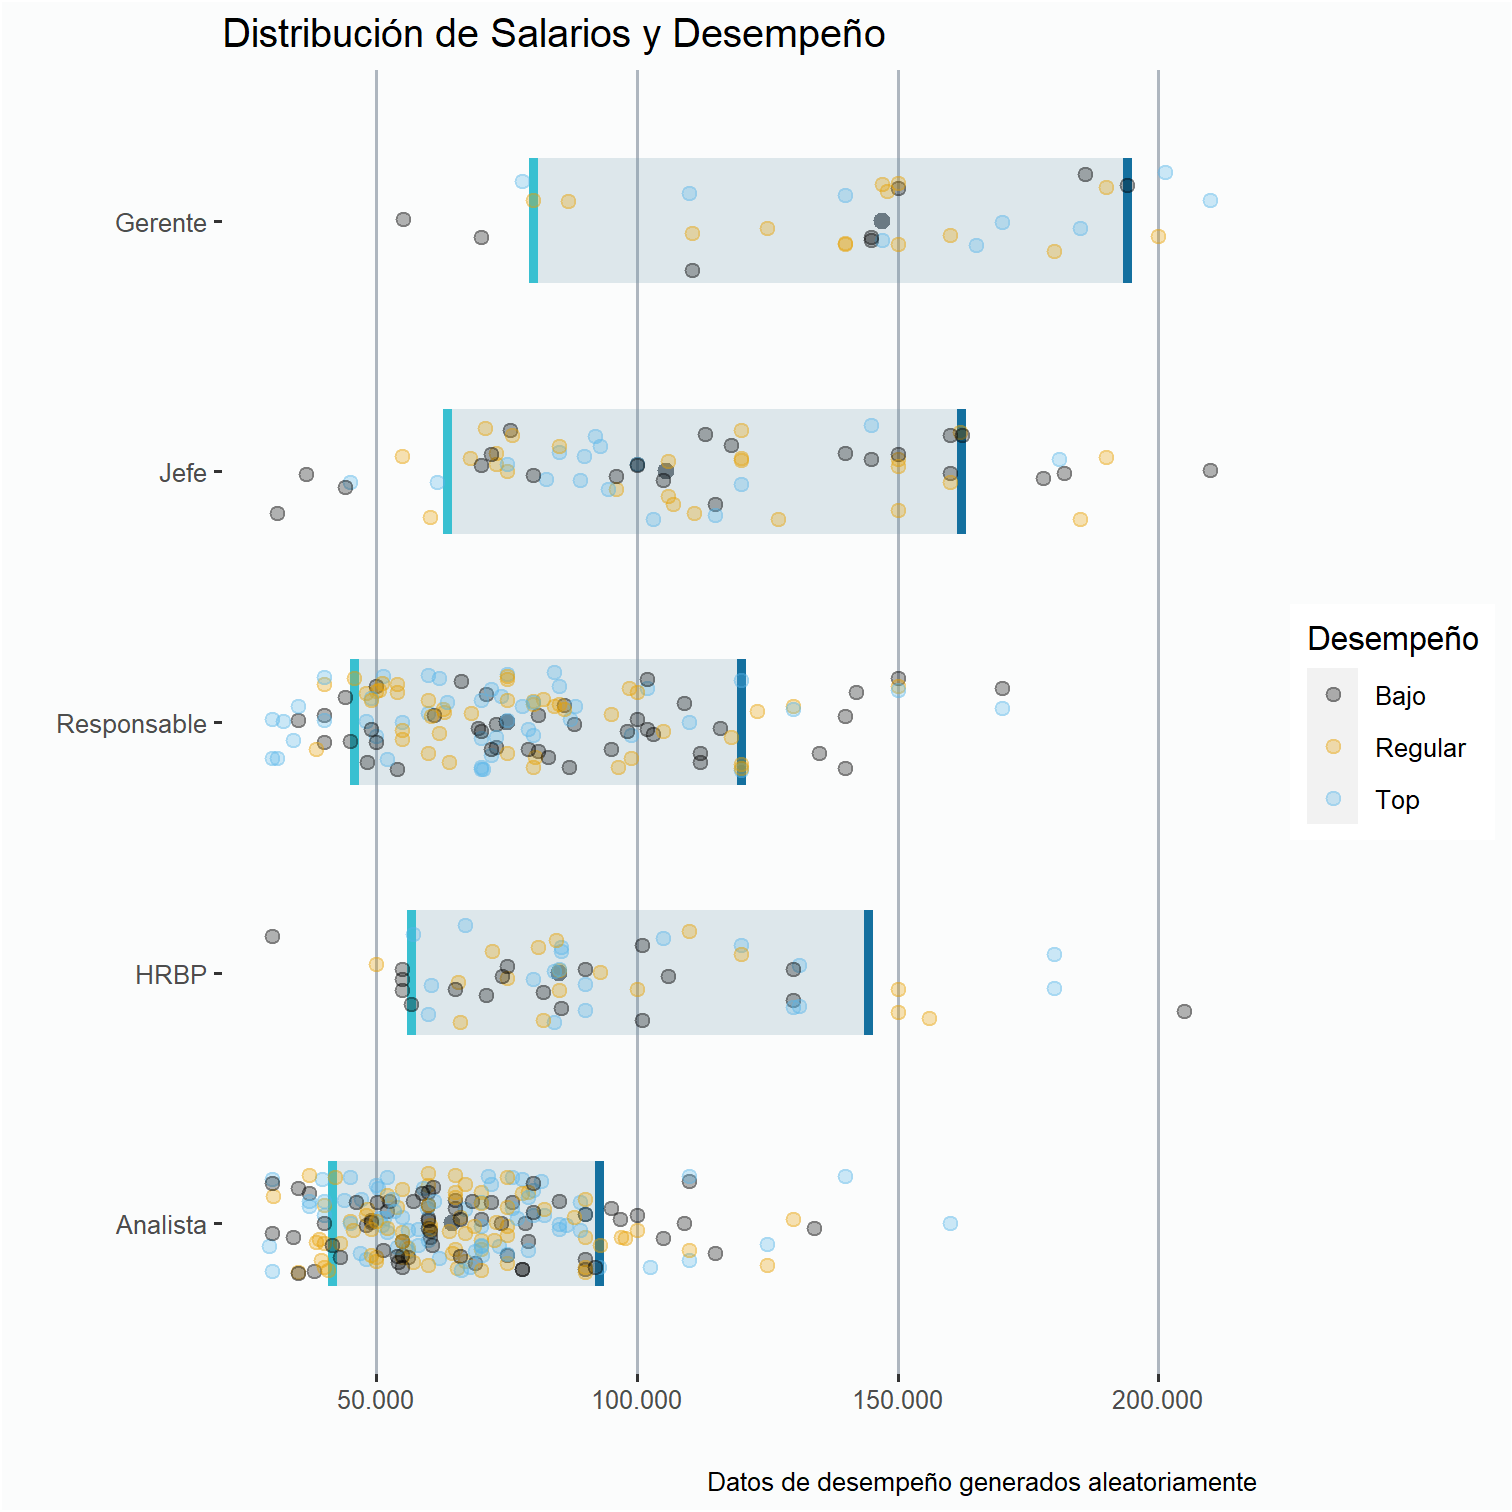 Distribución de Salarios y Desempeño
Gerente
Jefe
Responsable
HRBP
Analista
50.000
100.000
150.000
200.000
Desempeño
Bajo
Regular
Top
Datos de desempeño generados aleatoriamente